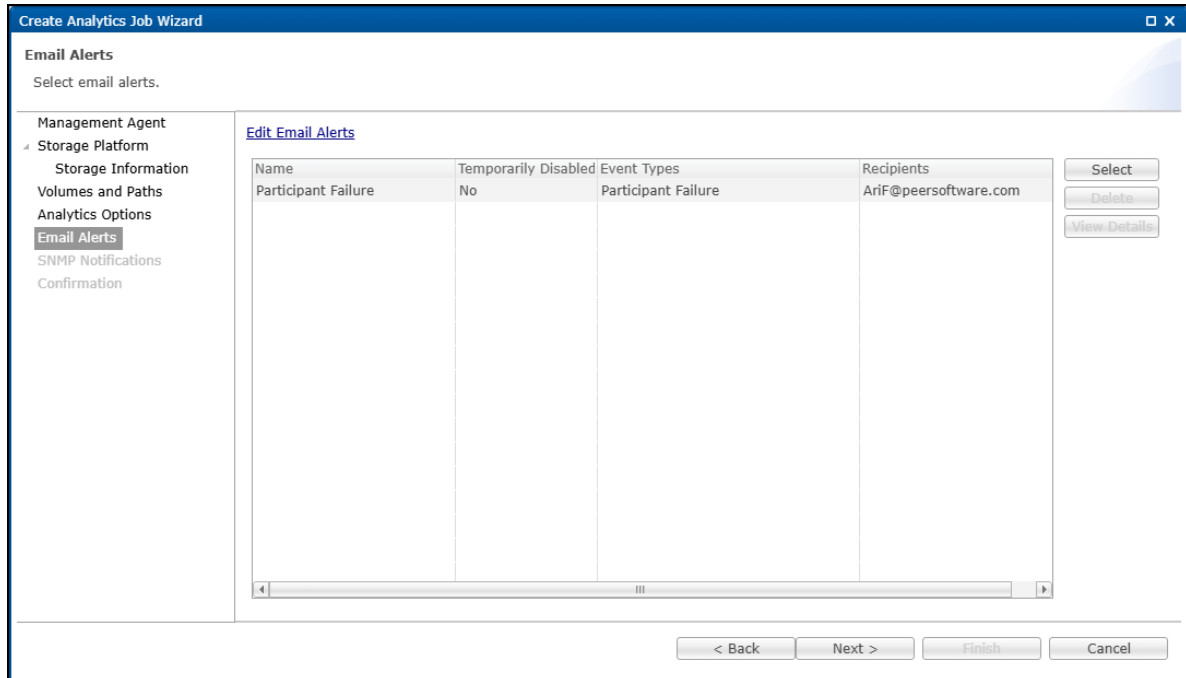 Create Analytics Job Wizard
Email Alerts
Select email alerts.
Management Agent
Storage Platform
Storage Information
Volumes and Paths
Analytics Options
Email Alerts
SNMP Notifications
Confirmation
Edit Email Alerts
Name Temporarily Disabled Event Types Recipients
Participant Failure No Participant Failure AriF@peersoftware.com
Select
Delete
View Details
< Back Next > Finish Cancel